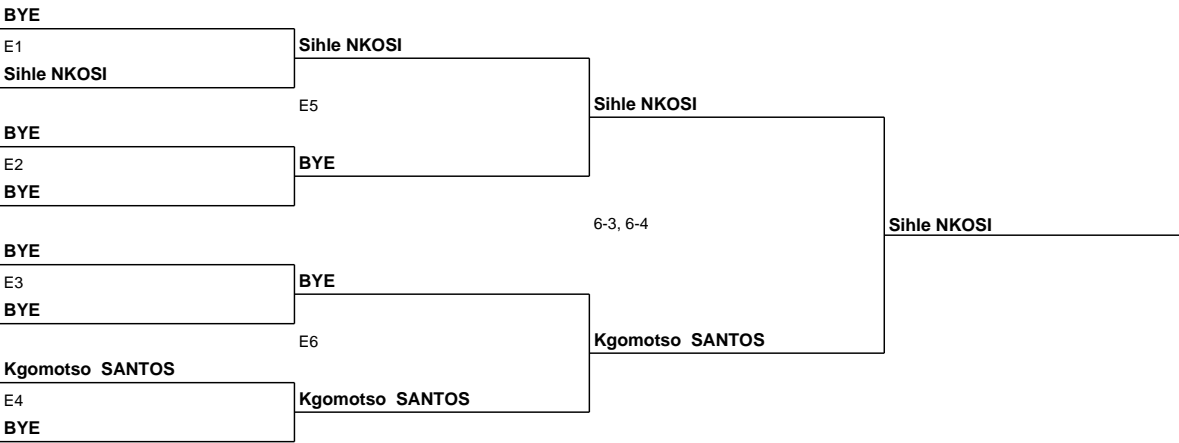 BYE
E1
Sihle NKOSI
Sihle NKOSI
E5
Sihle NKOSI
BYE
E2
BYE
BYE
6-3, 6-4
Sihle NKOSI
BYE
E3
BYE
BYE
E6
Kgomotso  SANTOS
Kgomotso  SANTOS
E4
Kgomotso  SANTOS
BYE